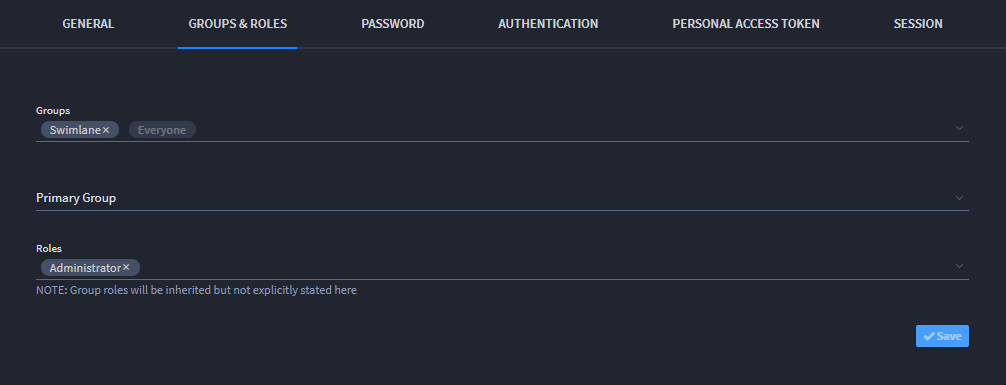 GENERAL GROUPS & ROLES PASSWORD AUTHENTICATION PERSONAL ACCESS TOKEN SESSION
Groups
Swimlane× Everyone
Primary Group
Roles
Administrator×
NOTE: Group roles will be inherited but not explicitly stated here
Save